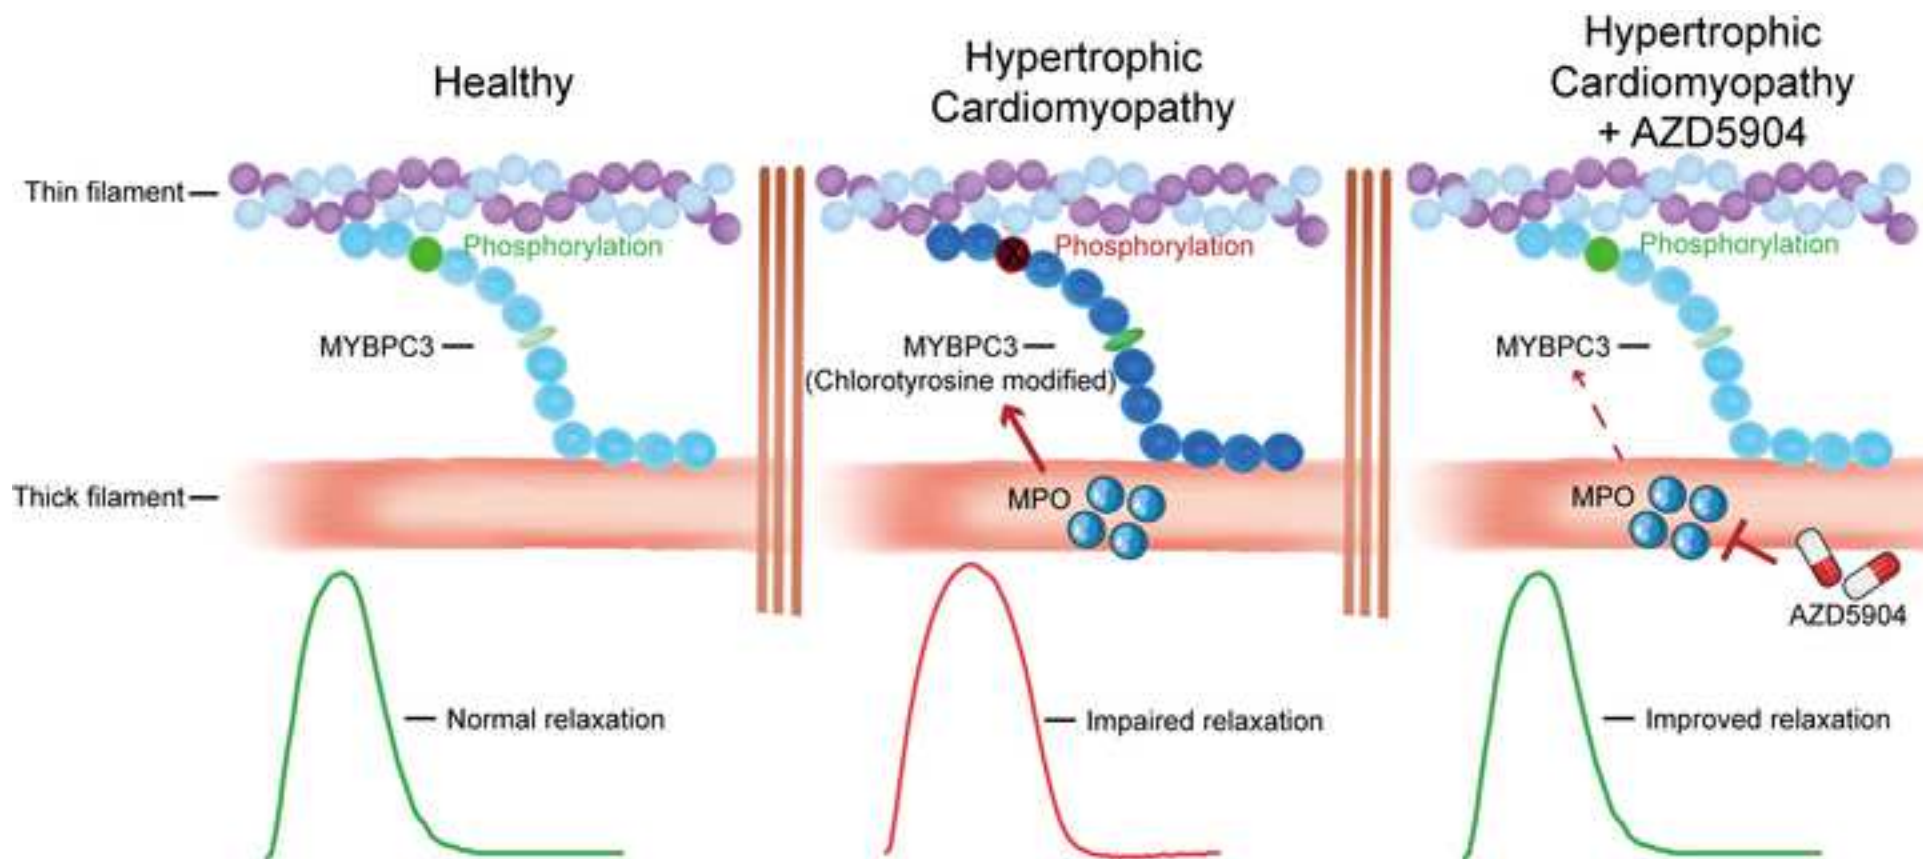 Healthy
Hypertrophic
Cardiomyopathy
Hypertrophic
Cardiomyopathy
+ AZD5904
Thin filament
Phosphorylation
Phosphorylation
Phosphorylation
MYBPC3
MYBPC3
(Chlorotyrosine modified)
MYBPC3
Thick filament
MPO
MPO
AZD5904
Normal relaxation
Impaired relaxation
Improved relaxation